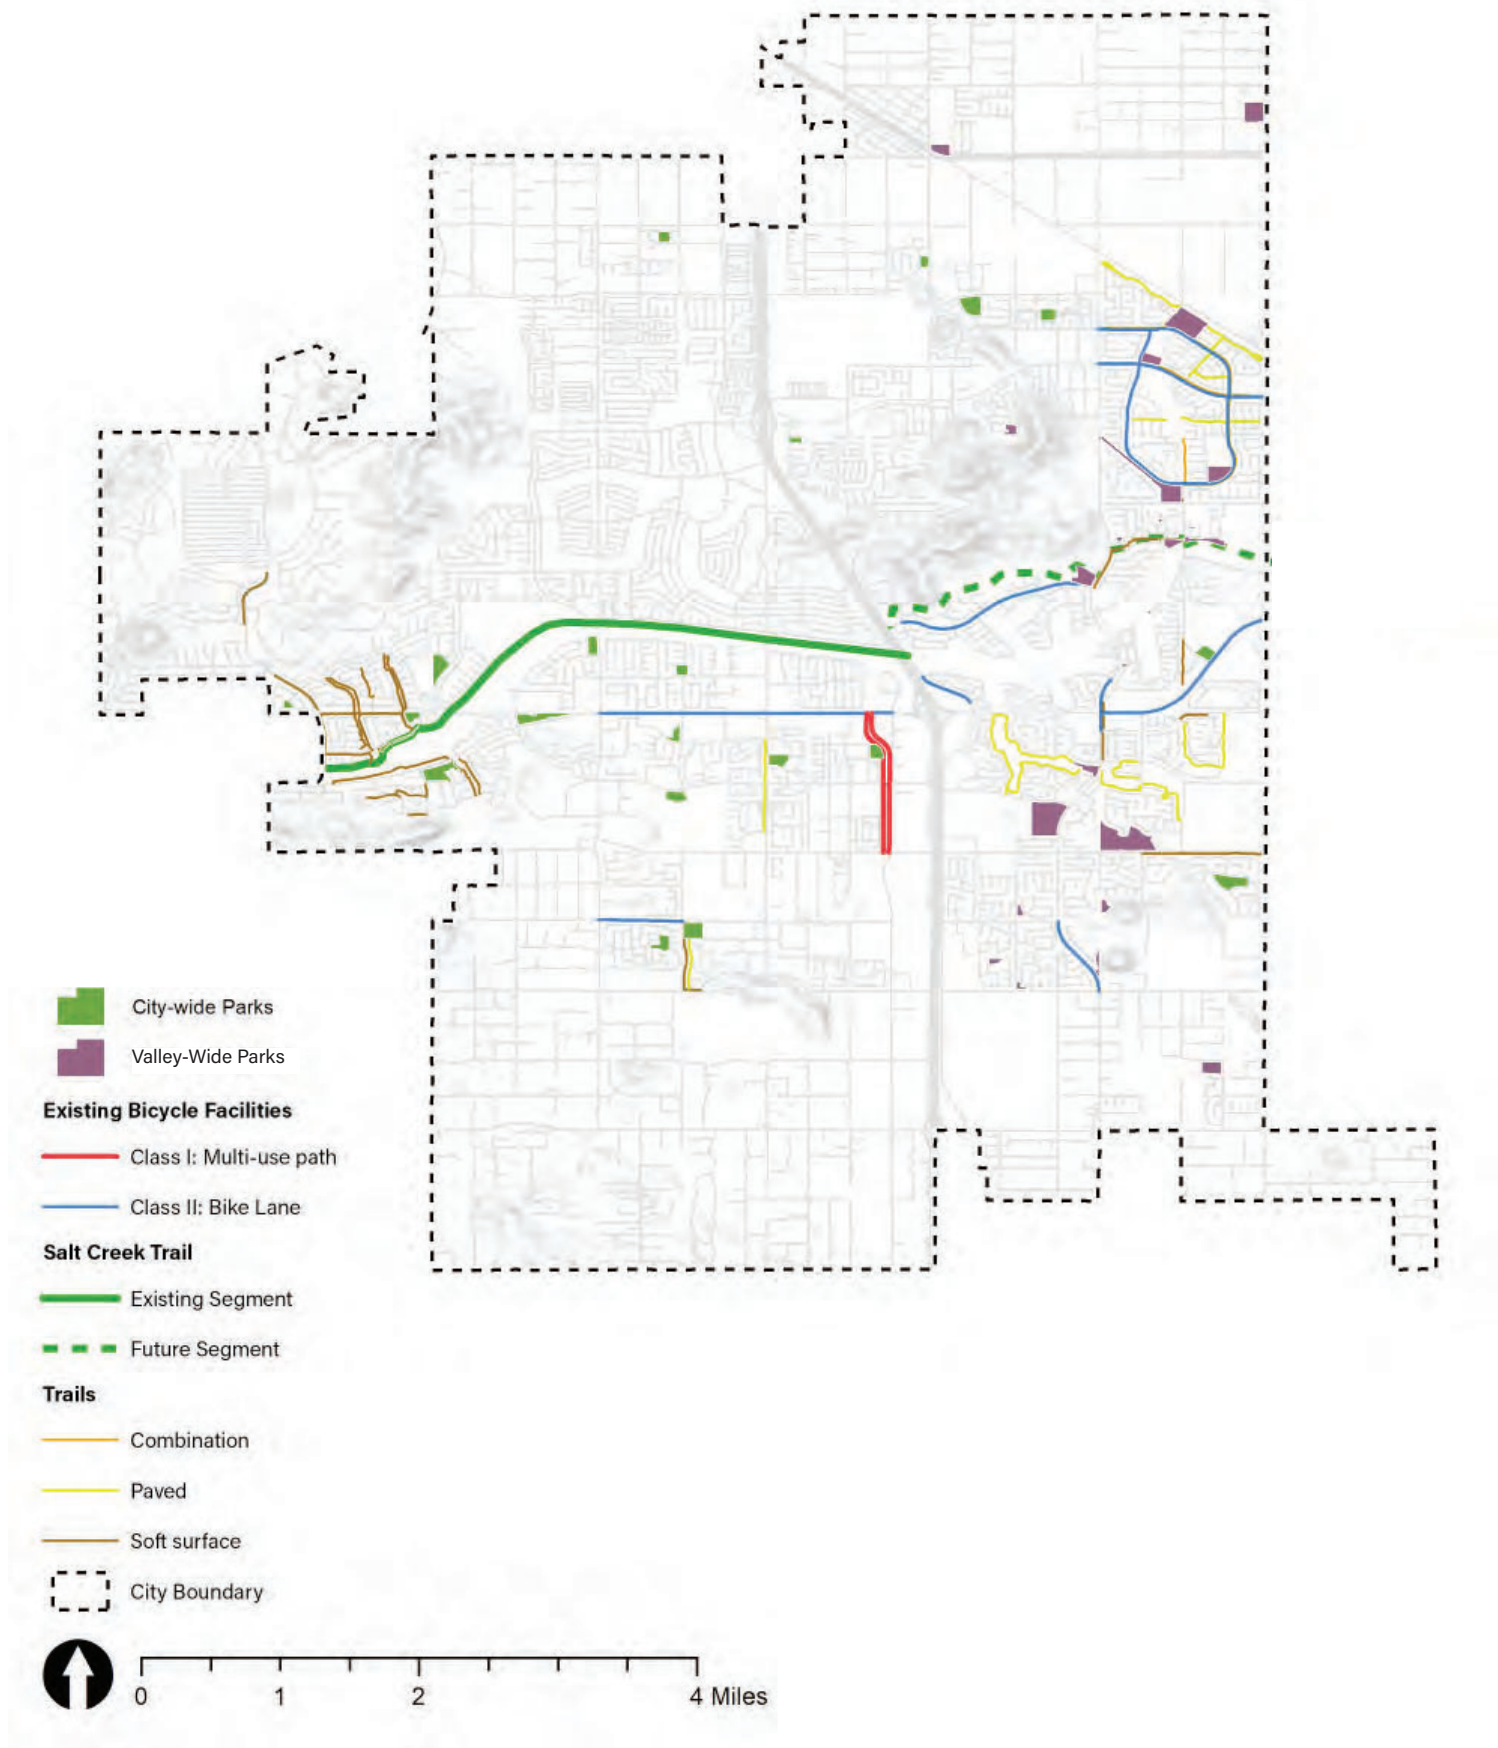 City-wide Parks
Valley-Wide Parks
Existing Bicycle Facilities
Class I: Multi-use path
Class II: Bike Lane
Salt Creek Trail
Existing Segment
Future Segment
Trails
Combination
Paved
Soft surface
City Boundary
0 1 2 4 Miles